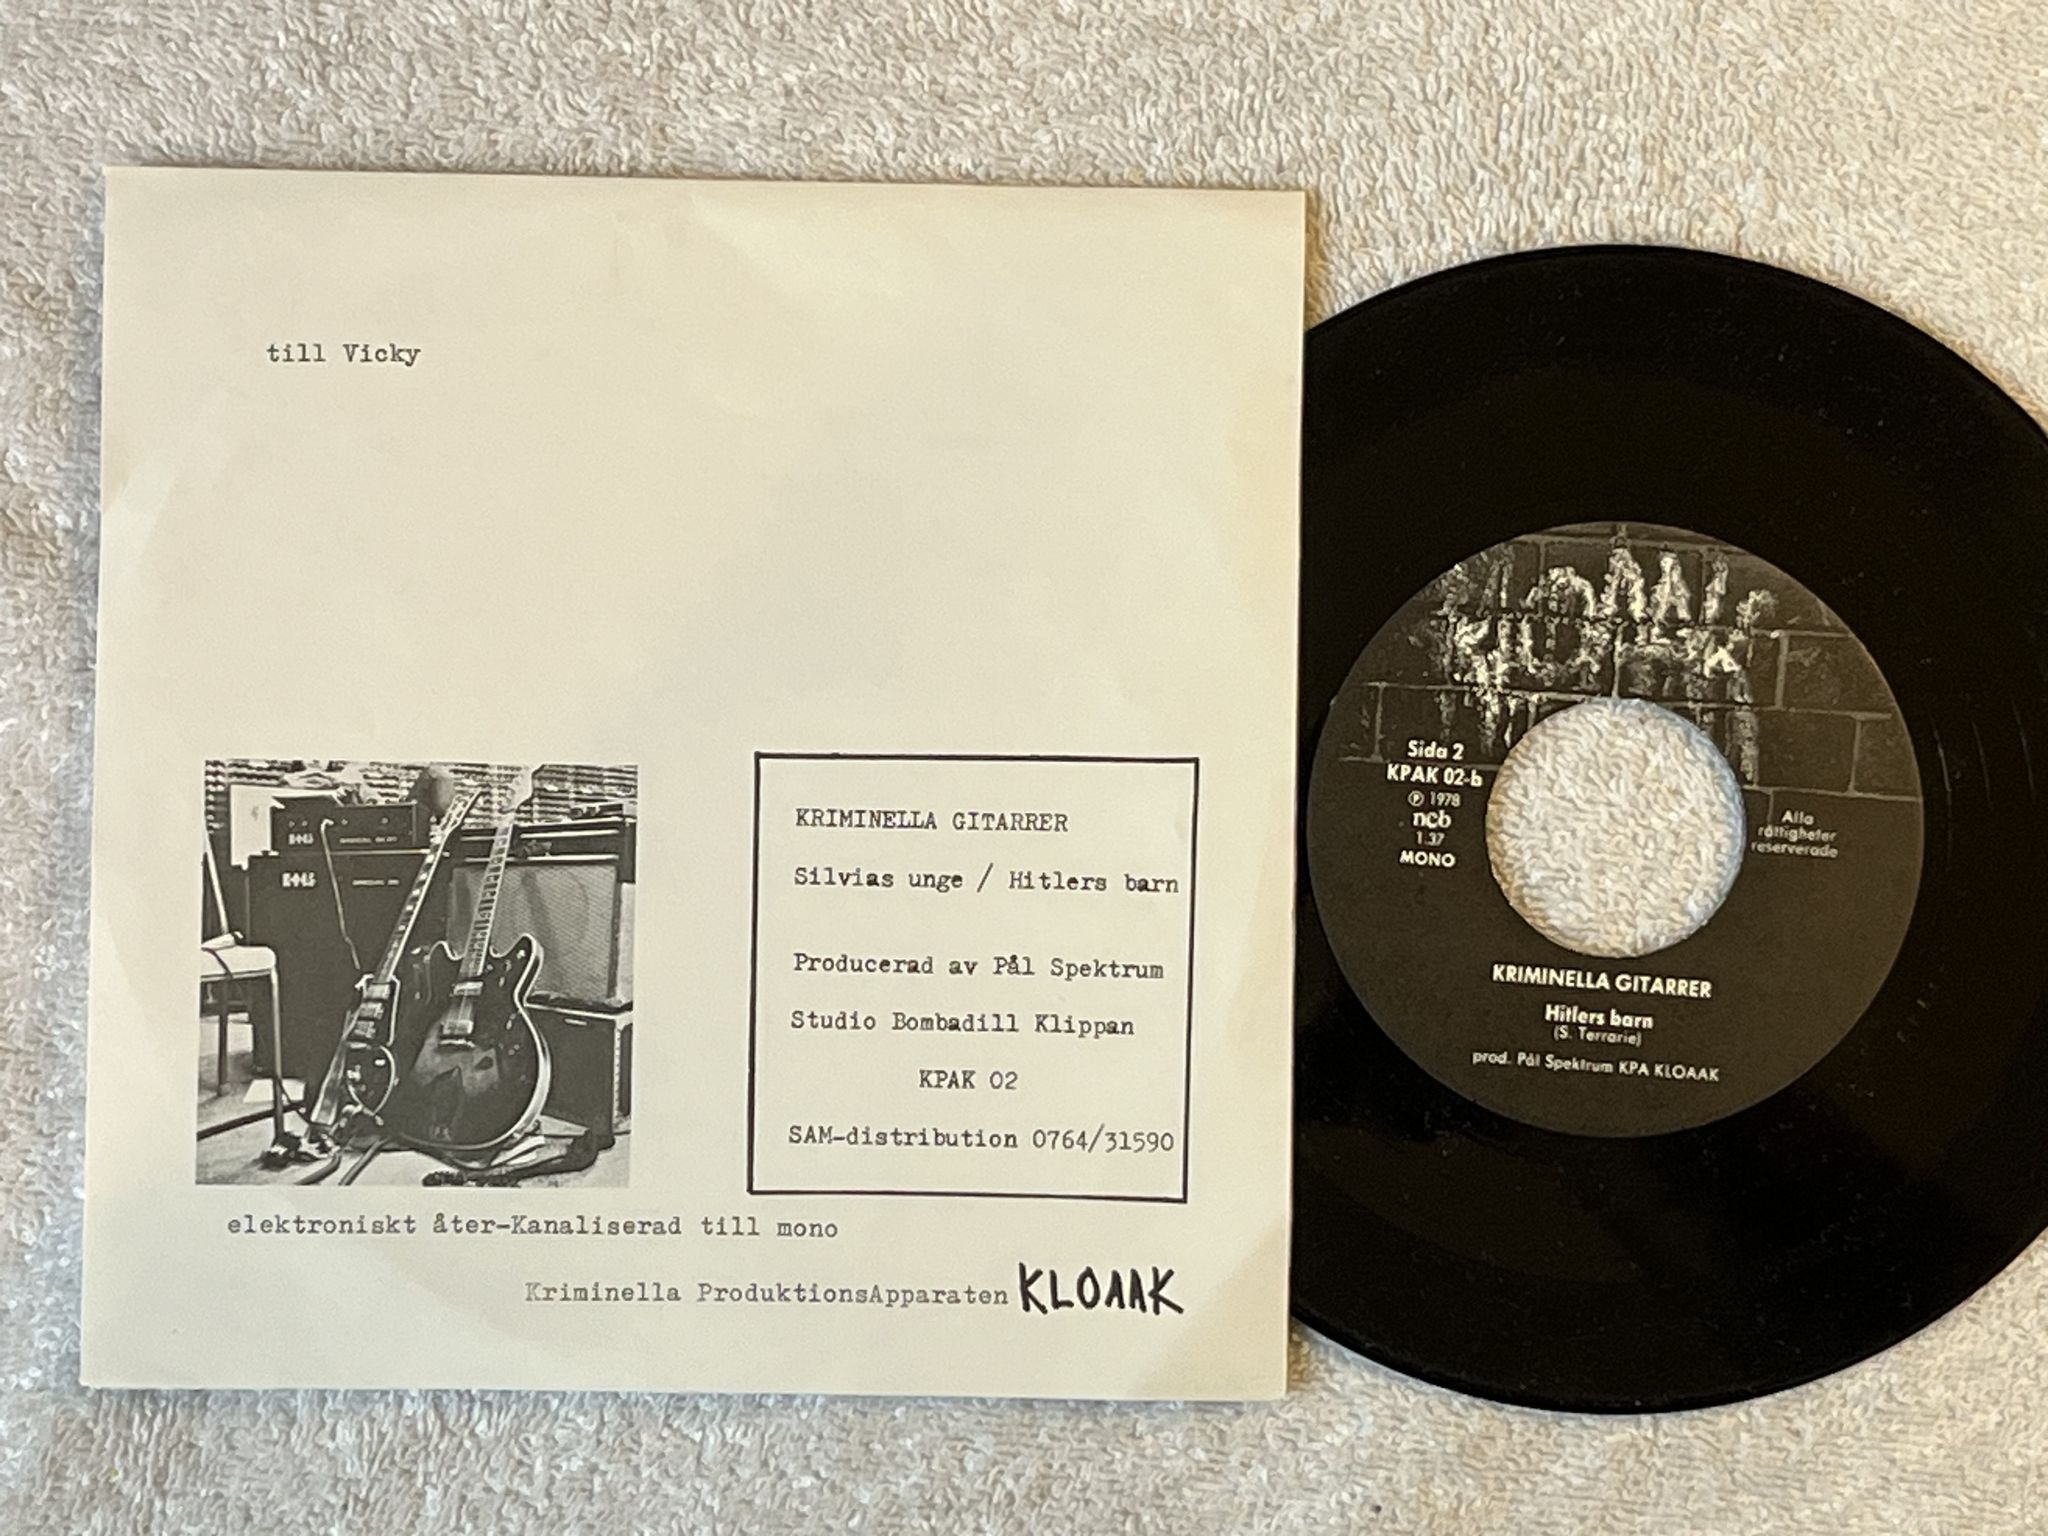 till Vicky
KRIMINELLA GITARRER
Silvias unge / Hitlers barn
Producerad av Pål Spektrum
Studio Bombadill Klippan
KPAK 02
SAM-distribution 0764/31590
elektroniskt åter-Kanaliserad till mono
Kriminella ProduktionsApparaten KLOAAK
Sida 2
KPAK 02-b
℗ 1978
ncb
1.37
MONO
Alla
rättigheter
reserverade
KRIMINELLA GITARRER
Hitlers barn
(S. Terrarie)
prod. Pål Spektrum KPA KLOAAK